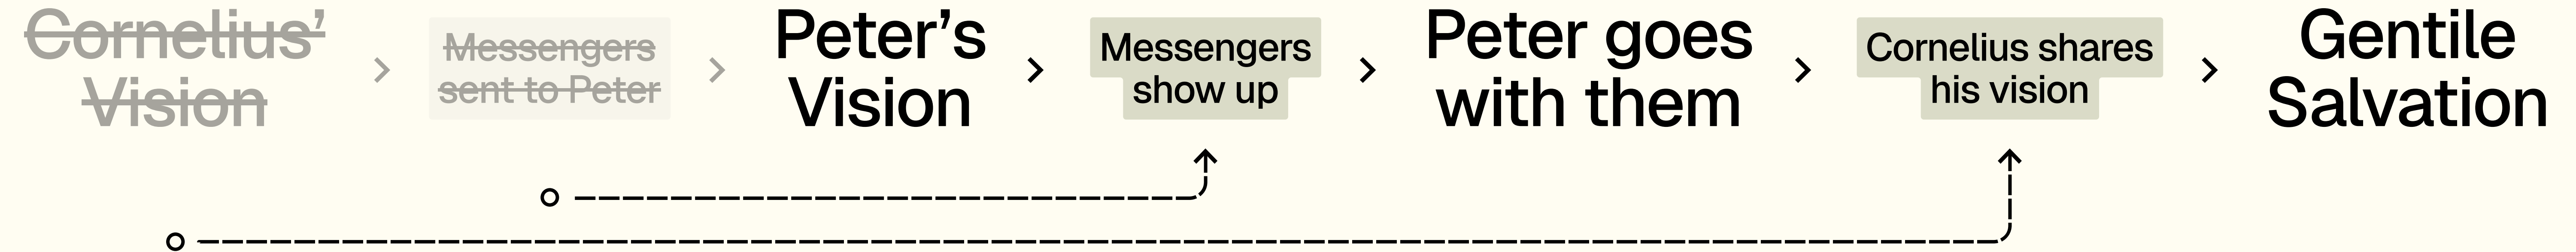 Cornelius’
Vision
Messengers
sent to Peter
Peter’s
Vision
Messengers
show up
Peter goes
with them
Cornelius shares
his vision
Gentile
Salvation